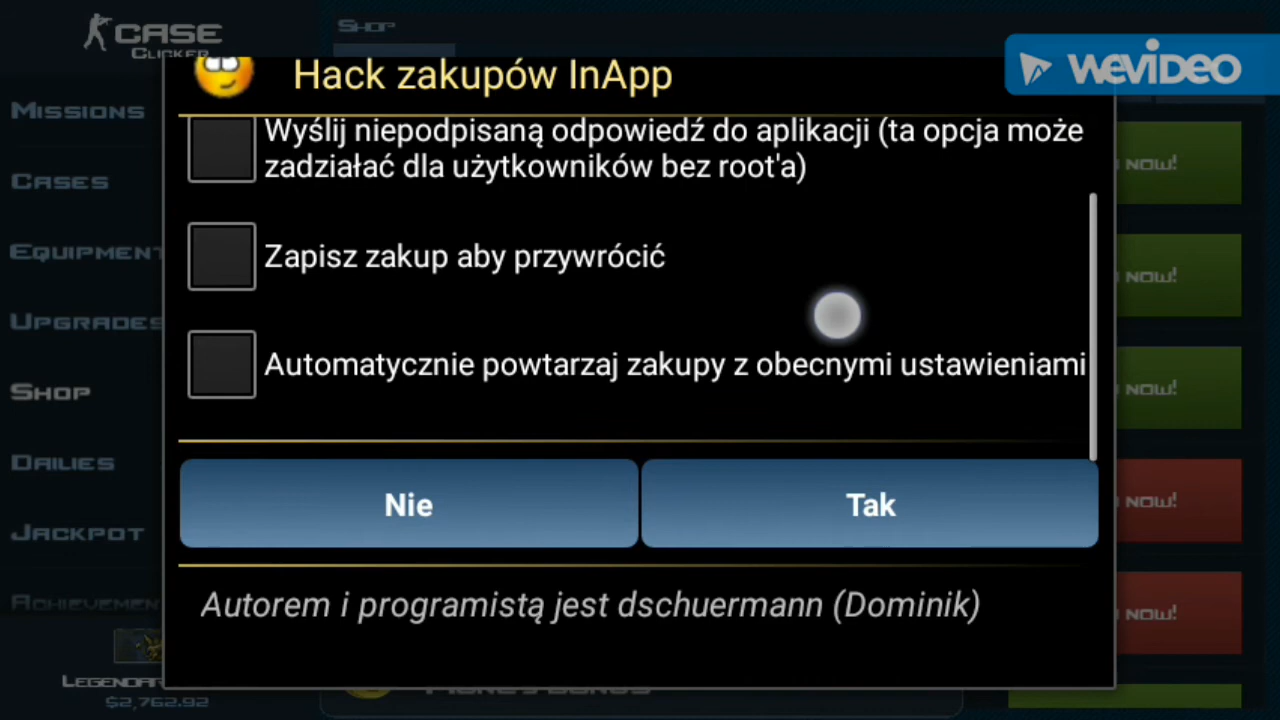 CASE
CLICKER
SHOP
WEVIDEO
Hack zakupów InApp
MISSIONS
Wyślij niepodpisaną odpowiedź do aplikacji (ta opcja może
zadziałać dla użytkowników bez root'a)
NOW!
CASES
Zapisz zakup aby przywrócić
EQUIPMENT
NOW!
UPGRADES
Automatycznie powtarzaj zakupy z obecnymi ustawieniami
SHOP
NOW!
DAILIES
Nie
Tak
NOW!
JACKPOT
Autorem i programistą jest dschuermann (Dominik)
NOW!
$2,762.92